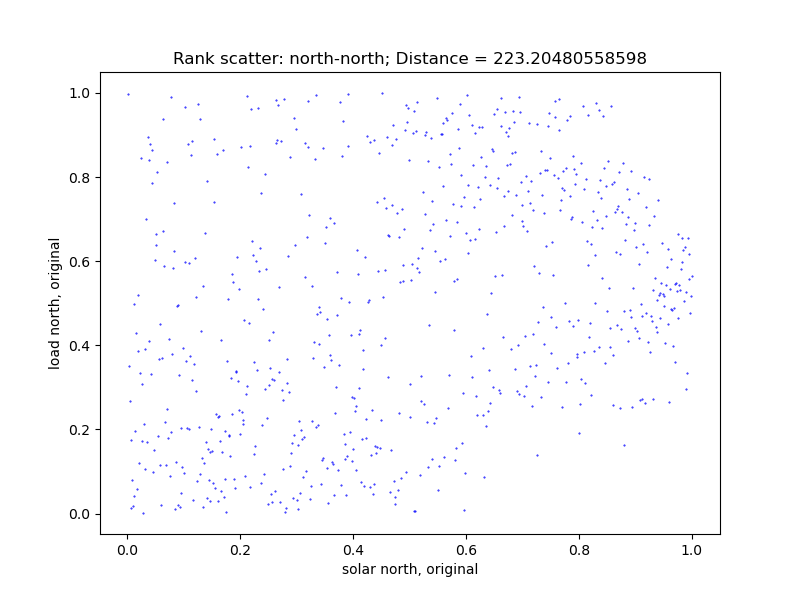 Rank scatter: north-north; Distance = 223.20480558598
1.0
0.8
0.6
0.4
0.2
0.0
load north, original
0.0 0.2 0.4 0.6 0.8 1.0
solar north, original